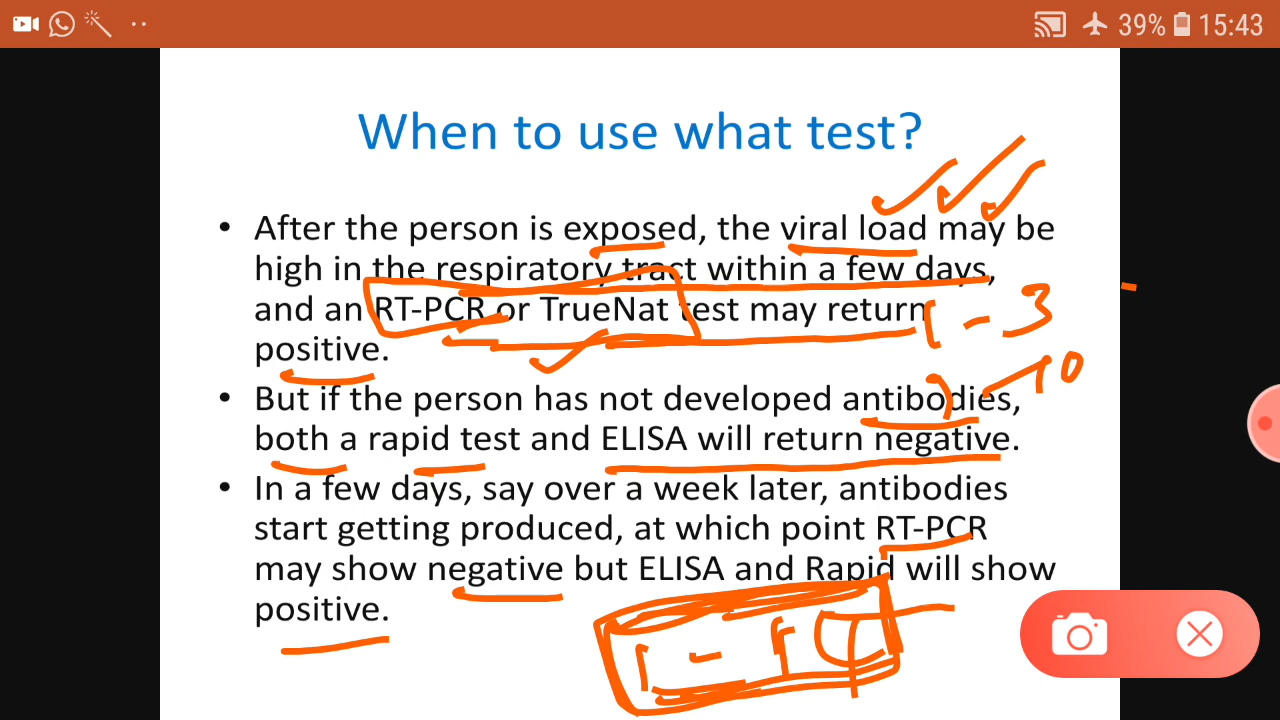 39% 15:43
When to use what test?
• After the person is exposed, the viral load may be
high in the respiratory tract within a few days,
and an RT-PCR or TrueNat test may return
positive.
1 - 3
• But if the person has not developed antibodies,
both a rapid test and ELISA will return negative.
• In a few days, say over a week later, antibodies
start getting produced, at which point RT-PCR
may show negative but ELISA and Rapid will show
positive.